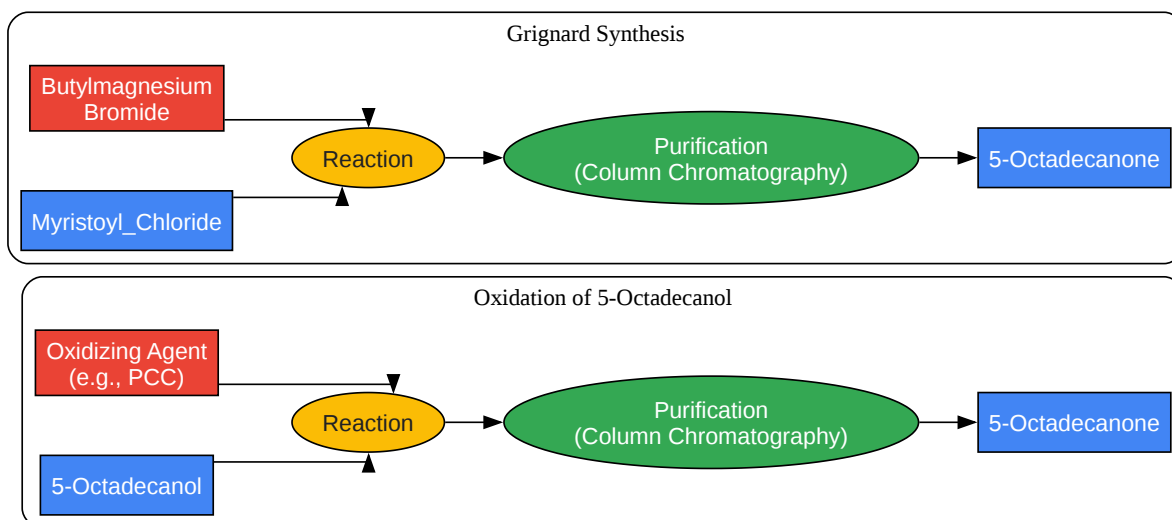 Grignard Synthesis
Butylmagnesium
Bromide
Reaction
Purification
(Column Chromatography)
5-Octadecanone
Myristoyl_Chloride
Oxidation of 5-Octadecanol
Oxidizing Agent
(e.g., PCC)
Reaction
Purification
(Column Chromatography)
5-Octadecanone
5-Octadecanol